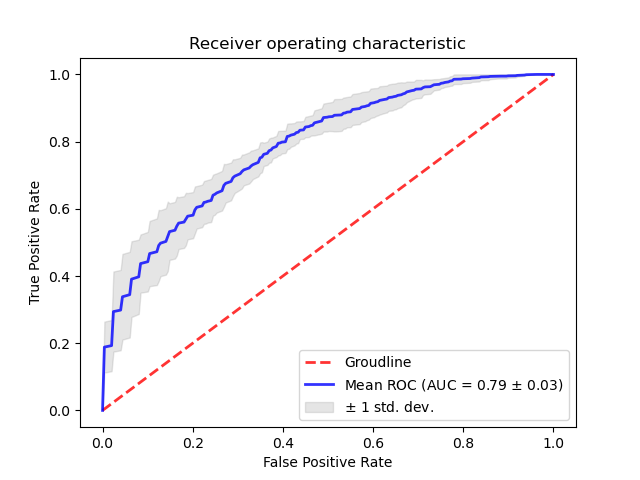 Receiver operating characteristic
1.0
0.8
0.6
0.4
0.2
0.0
True Positive Rate
Groudline
Mean ROC (AUC = 0.79 ± 0.03)
± 1 std. dev.
0.0 0.2 0.4 0.6 0.8 1.0
False Positive Rate